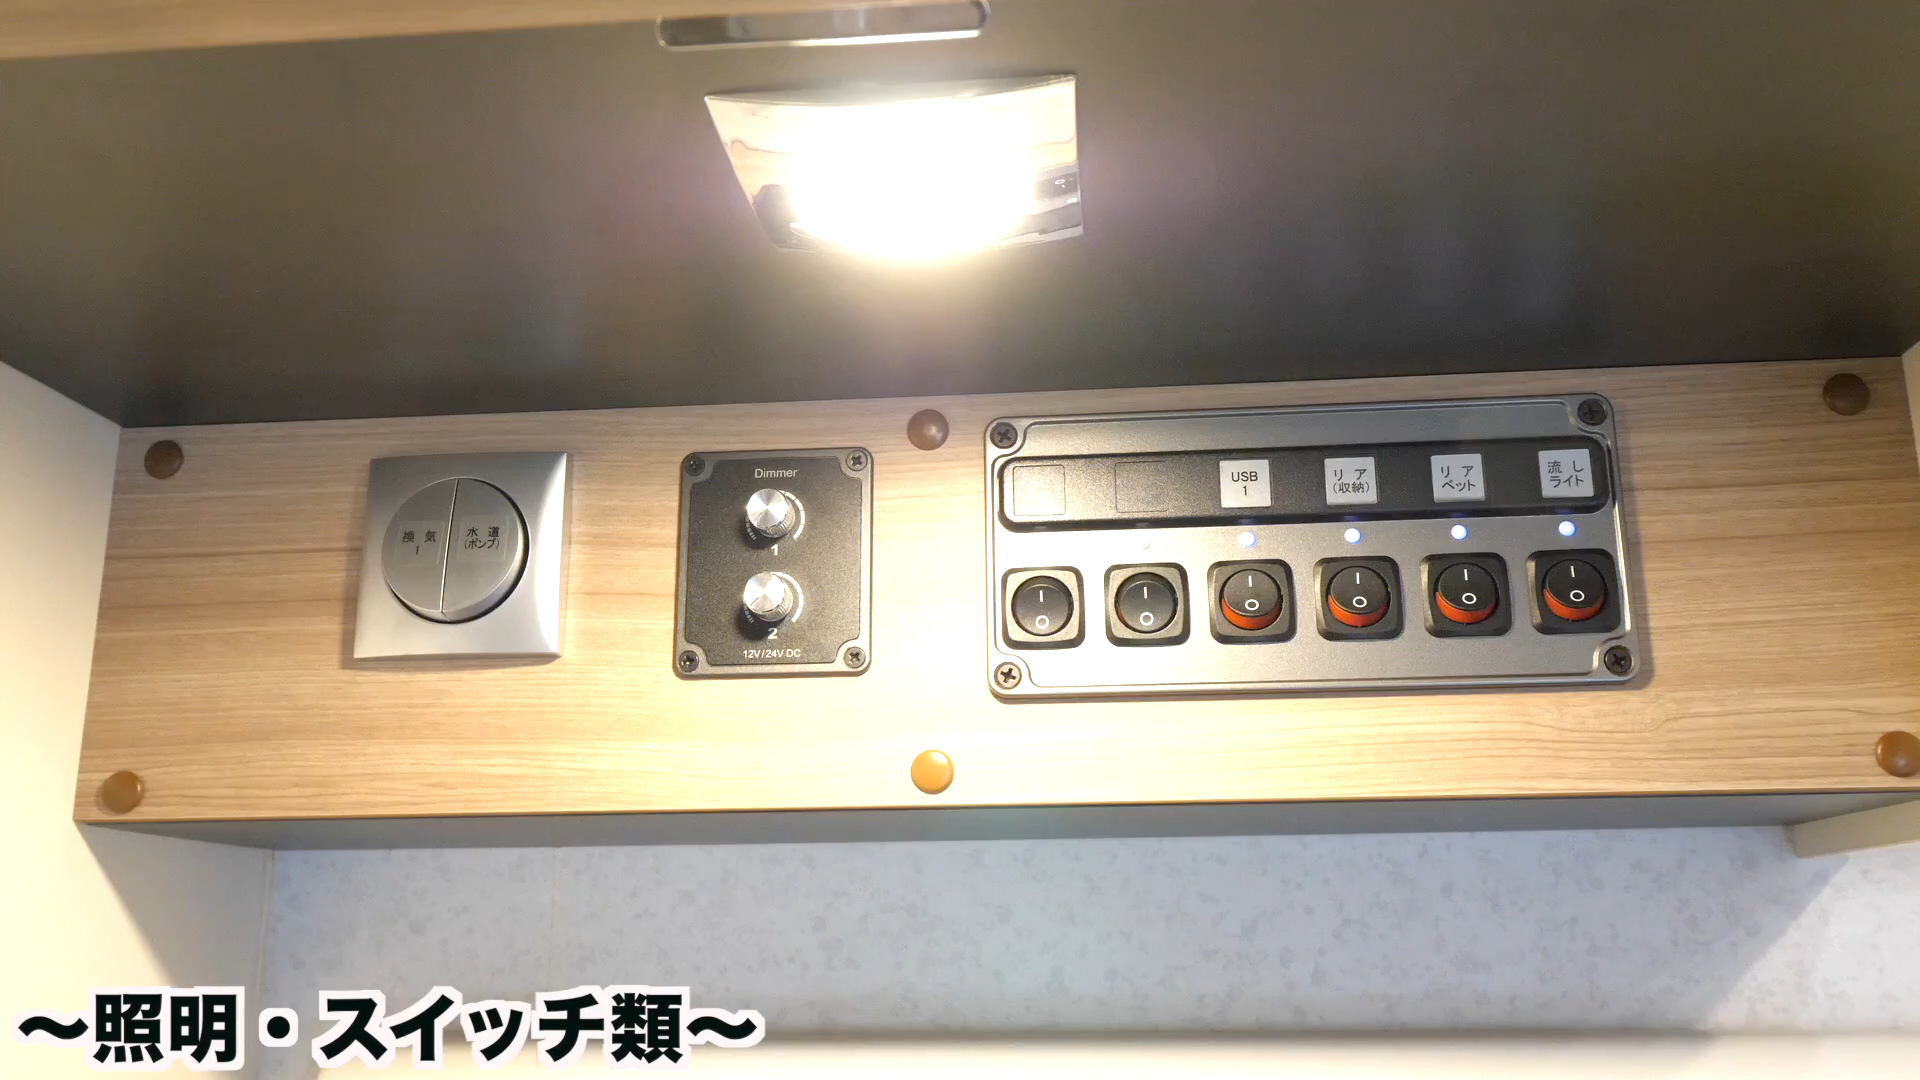 換気
1
水道
(ポンプ)
Dimmer
1
2
12V/24V DC
USB
1
リア
(収納)
リア
ベット
流し
ライト
〜照明・スイッチ類〜